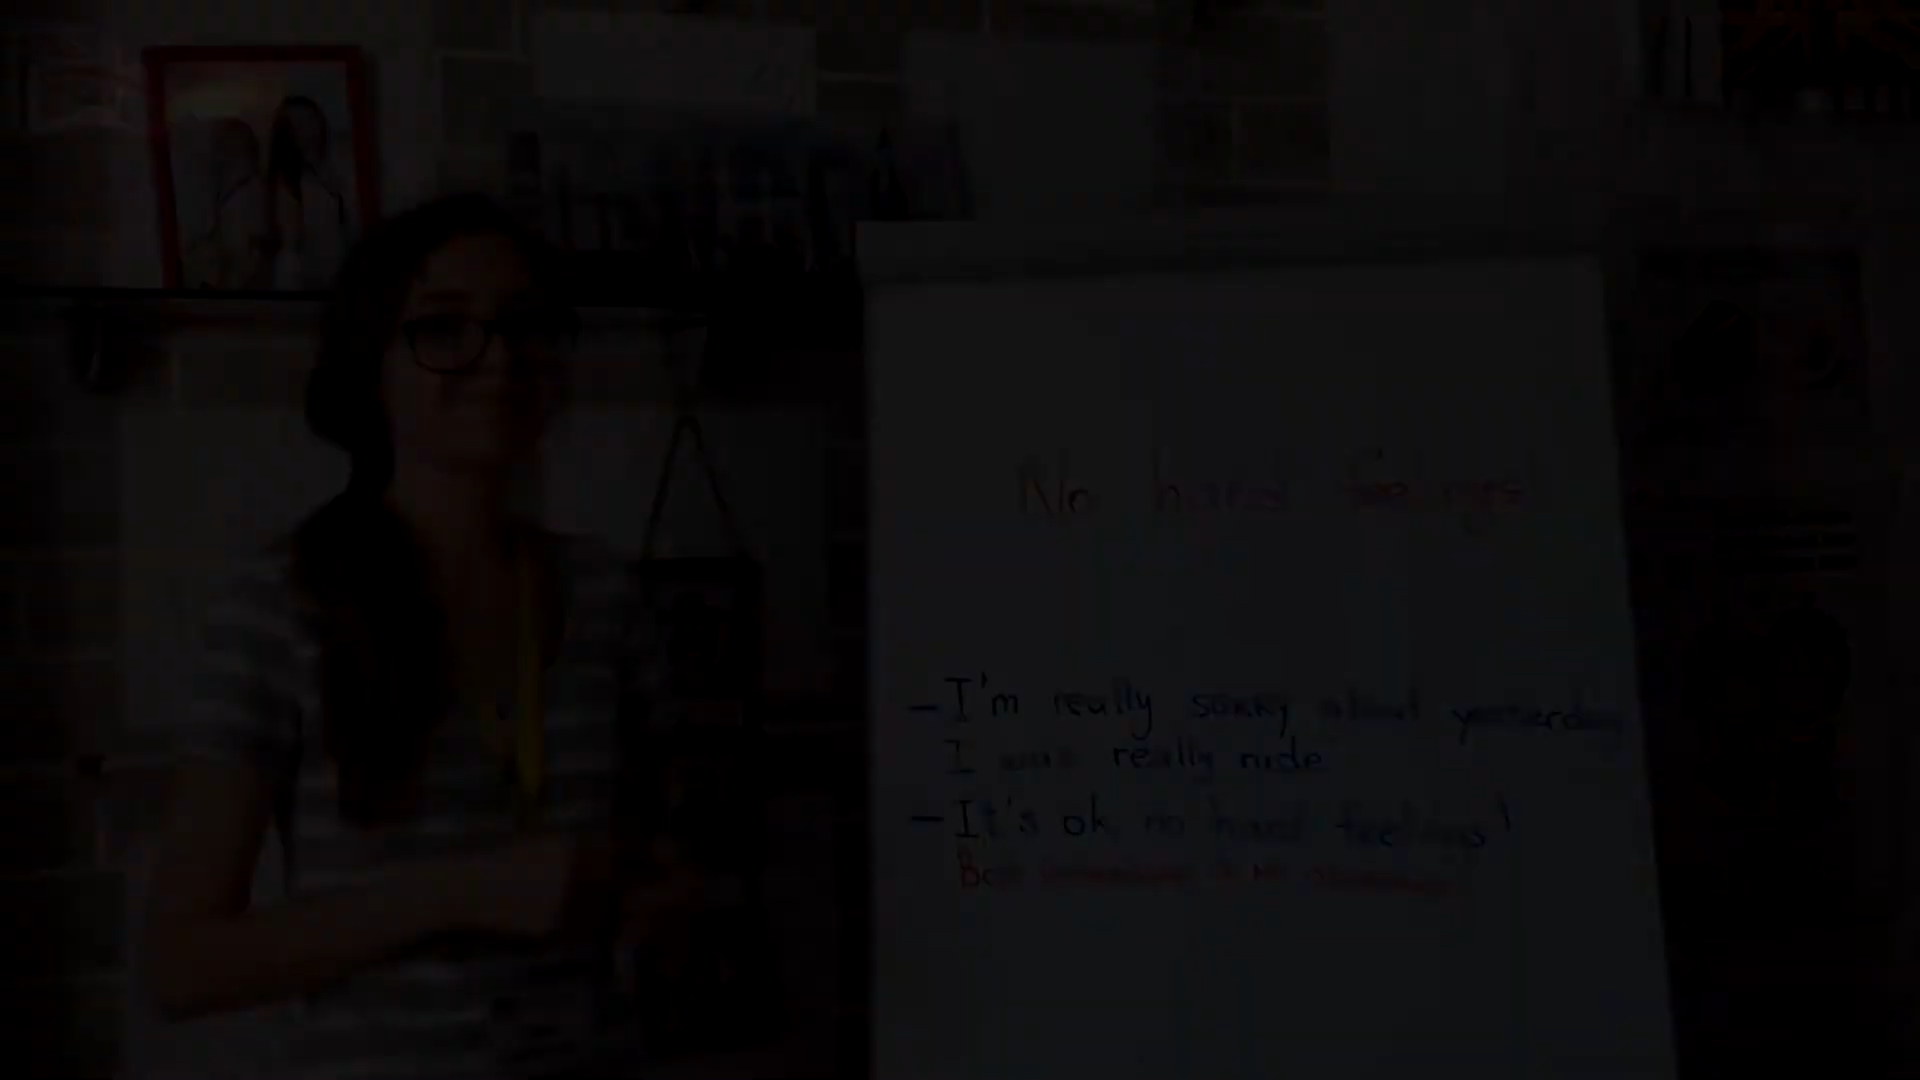 No hard feelings
- I'm really sorry about yesterday
I was really rude
- It's ok, no hard feelings!